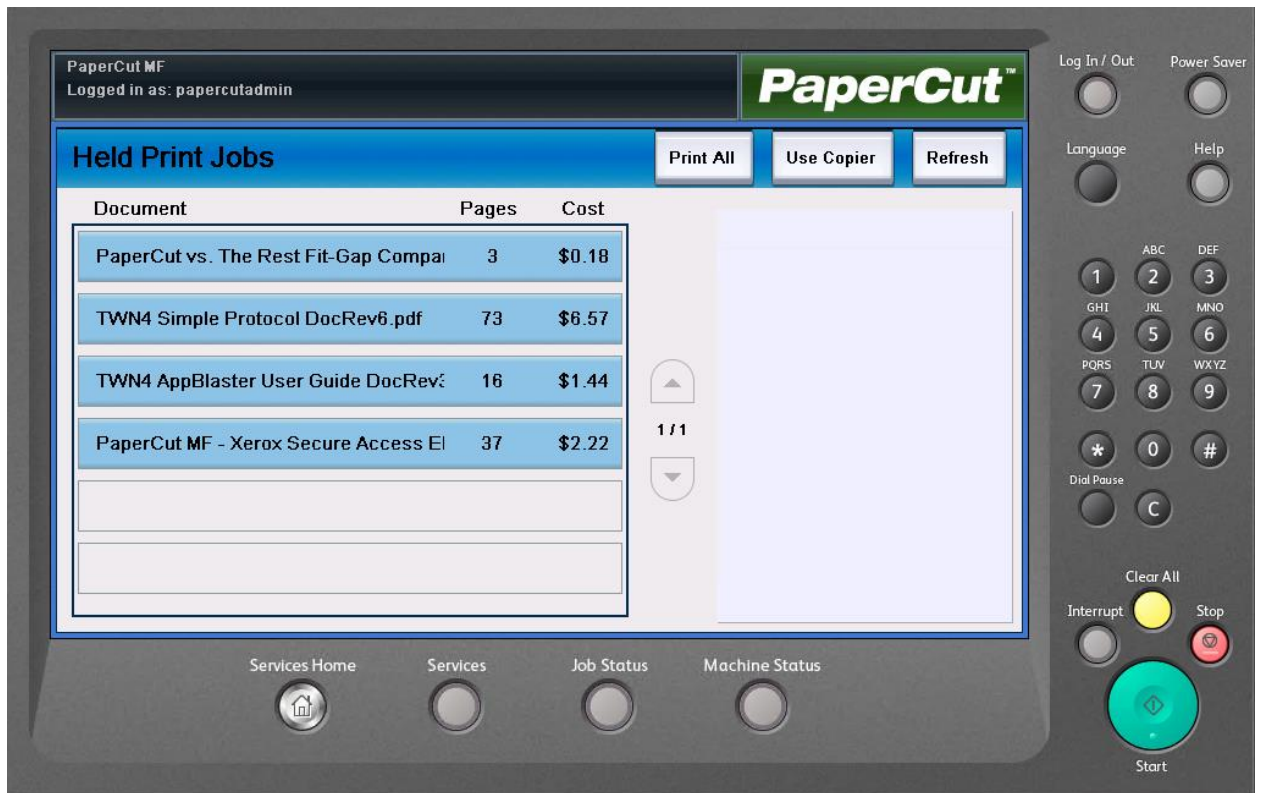 PaperCut MF
Logged in as: papercutadmin
PaperCut™
Log In / Out Power Saver
Held Print Jobs
Print All Use Copier Refresh
Language Help
Document Pages Cost
PaperCut vs. The Rest Fit-Gap Compa 3 $0.18
TWN4 Simple Protocol DocRev6.pdf 73 $6.57
TWN4 AppBlaster User Guide DocRev3 16 $1.44
PaperCut MF - Xerox Secure Access El 37 $2.22
1 / 1
ABC DEF
1 2 3
GHI JKL MNO
4 5 6
PQRS TUV WXYZ
7 8 9
* 0 #
Dial Pause
C
Clear All
Interrupt Stop
Start
Services Home Services Job Status Machine Status